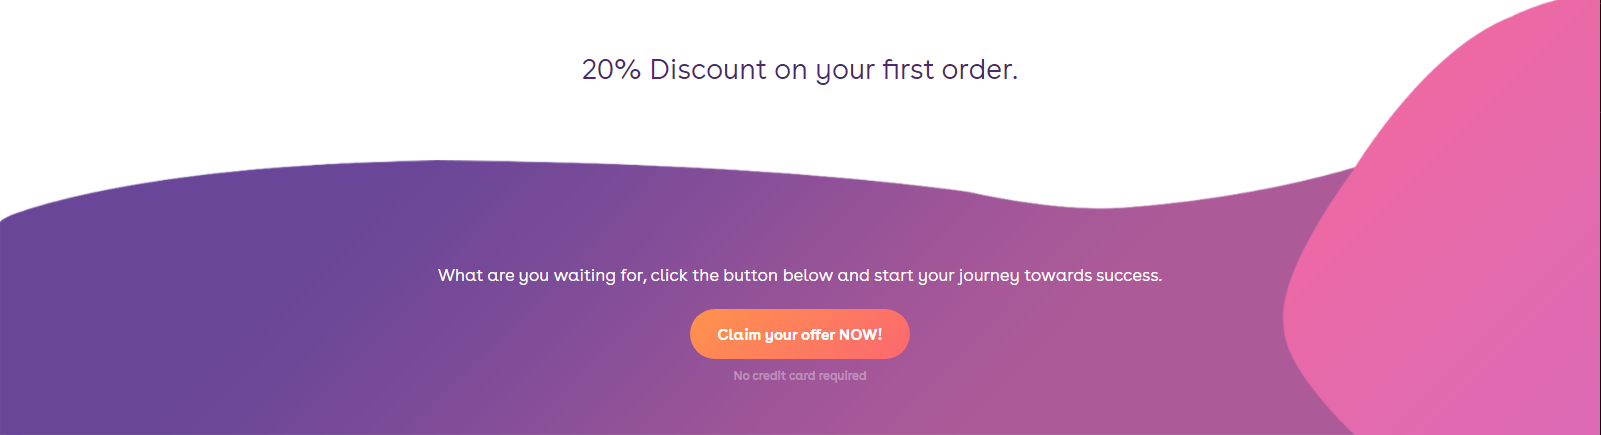 20% Discount on your first order.
What are you waiting for, click the button below and start your journey towards success.
Claim your offer NOW!
No credit card required